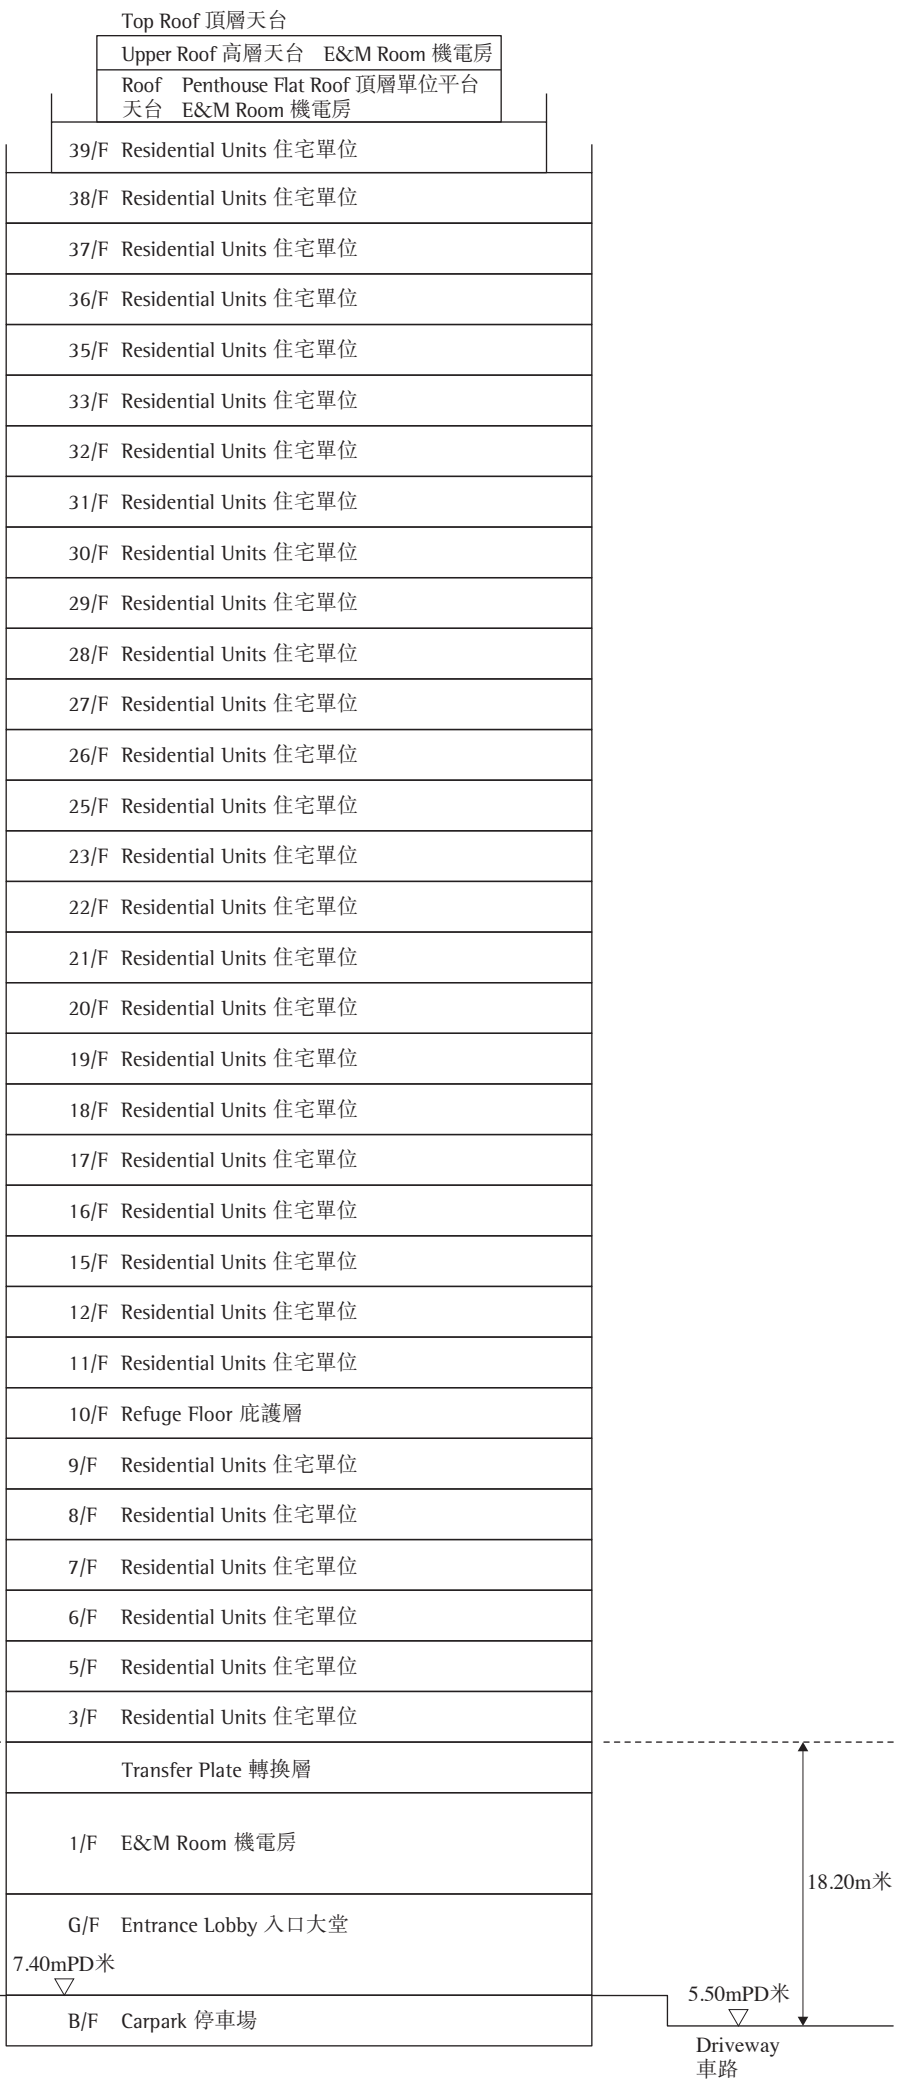 Top Roof 頂層天台
Upper Roof 高層天台 E&M Room 機電房
Roof Penthouse Flat Roof 頂層單位平台
天台 E&M Room 機電房
39/F Residential Units 住宅單位
38/F Residential Units 住宅單位
37/F Residential Units 住宅單位
36/F Residential Units 住宅單位
35/F Residential Units 住宅單位
33/F Residential Units 住宅單位
32/F Residential Units 住宅單位
31/F Residential Units 住宅單位
30/F Residential Units 住宅單位
29/F Residential Units 住宅單位
28/F Residential Units 住宅單位
27/F Residential Units 住宅單位
26/F Residential Units 住宅單位
25/F Residential Units 住宅單位
23/F Residential Units 住宅單位
22/F Residential Units 住宅單位
21/F Residential Units 住宅單位
20/F Residential Units 住宅單位
19/F Residential Units 住宅單位
18/F Residential Units 住宅單位
17/F Residential Units 住宅單位
16/F Residential Units 住宅單位
15/F Residential Units 住宅單位
12/F Residential Units 住宅單位
11/F Residential Units 住宅單位
10/F Refuge Floor 庇護層
9/F Residential Units 住宅單位
8/F Residential Units 住宅單位
7/F Residential Units 住宅單位
6/F Residential Units 住宅單位
5/F Residential Units 住宅單位
3/F Residential Units 住宅單位
Transfer Plate 轉換層
1/F E&M Room 機電房
18.20m米
G/F Entrance Lobby 入口大堂
7.40mPD米
5.50mPD米
B/F Carpark 停車場
Driveway
車路